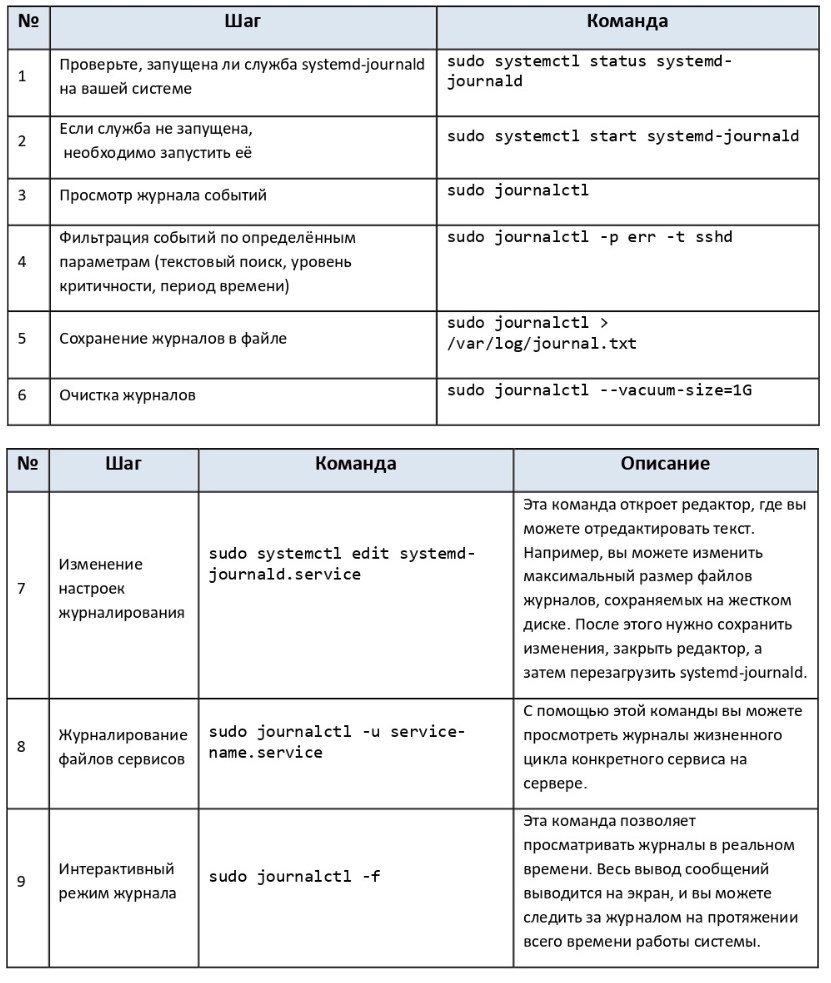 № Шаг Команда
1 Проверьте, запущена ли служба systemd-journald
на вашей системе
sudo systemctl status systemd-
journald
2 Если служба не запущена,
необходимо запустить её
sudo systemctl start systemd-journald
3 Просмотр журнала событий
sudo journalctl
4 Фильтрация событий по определённым
параметрам (текстовый поиск, уровень
критичности, период времени)
sudo journalctl -p err -t sshd
5 Сохранение журналов в файле
sudo journalctl >
/var/log/journal.txt
6 Очистка журналов
sudo journalctl --vacuum-size=1G
№ Шаг Команда Описание
7 Изменение
настроек
журналирования
sudo systemctl edit systemd-
journald.service
Эта команда откроет редактор, где вы
можете отредактировать текст.
Например, вы можете изменить
максимальный размер файлов
журналов, сохраняемых на жестком
диске. После этого нужно сохранить
изменения, закрыть редактор, а
затем перезагрузить systemd-journald.
8 Журналирование
файлов сервисов
sudo journalctl -u service-
name.service
С помощью этой команды вы можете
просмотреть журналы жизненного
цикла конкретного сервиса на
сервере.
9 Интерактивный
режим журнала
sudo journalctl -f
Эта команда позволяет
просматривать журналы в реальном
времени. Весь вывод сообщений
выводится на экран, и вы можете
следить за журналом на протяжении
всего времени работы системы.